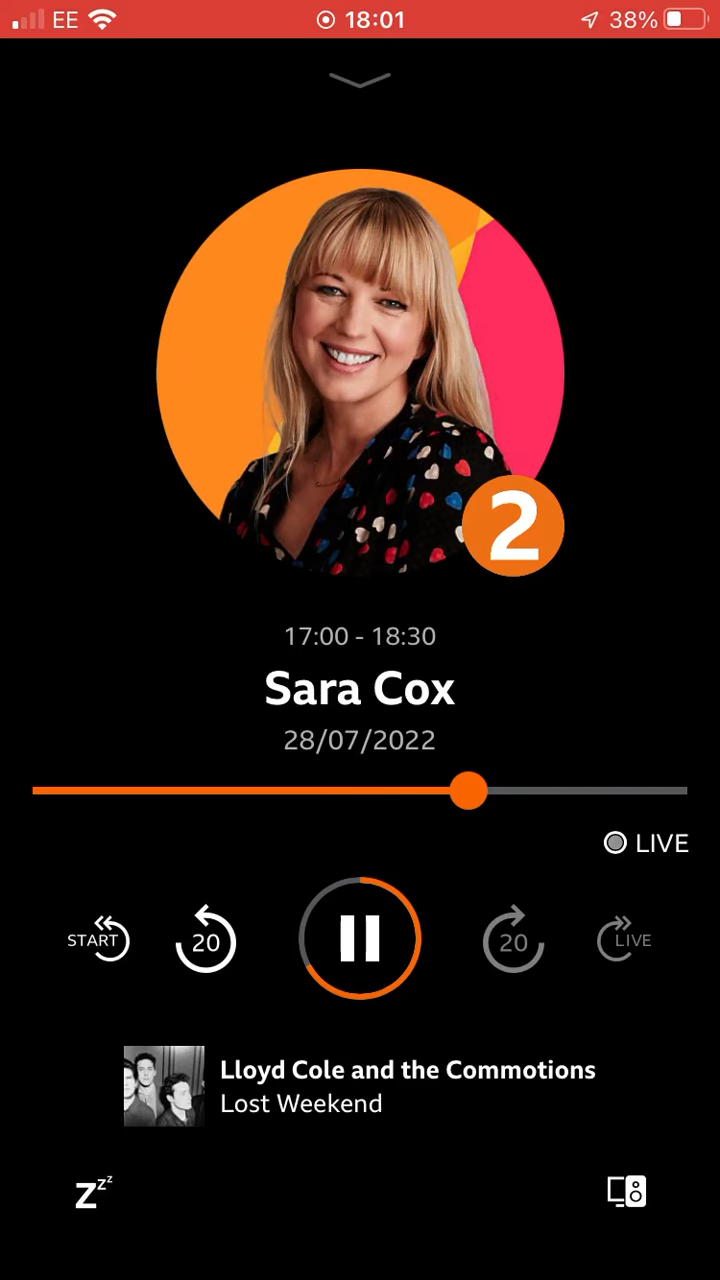 EE 18:01 38%
2
17:00 - 18:30
Sara Cox
28/07/2022
LIVE
START 20 20 LIVE
Lloyd Cole and the Commotions
Lost Weekend
Zzz